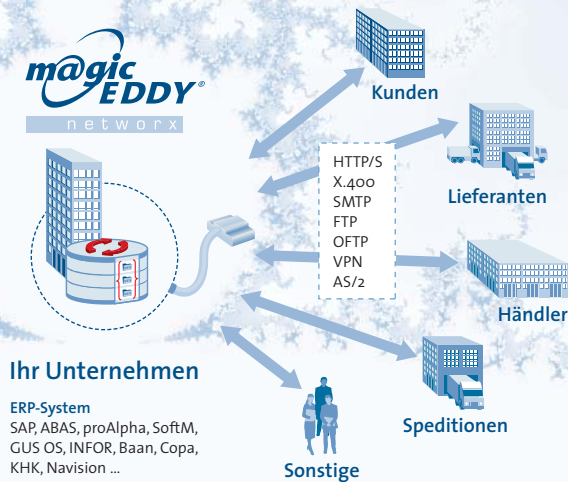 m@gic
EDDY®
networx
Kunden
HTTP/S
X.400
SMTP
FTP
OFTP
VPN
AS/2
Lieferanten
Händler
Ihr Unternehmen
ERP-System
SAP, ABAS, proAlpha, SoftM,
GUS OS, INFOR, Baan, Copa,
KHK, Navision ...
Speditionen
Sonstige